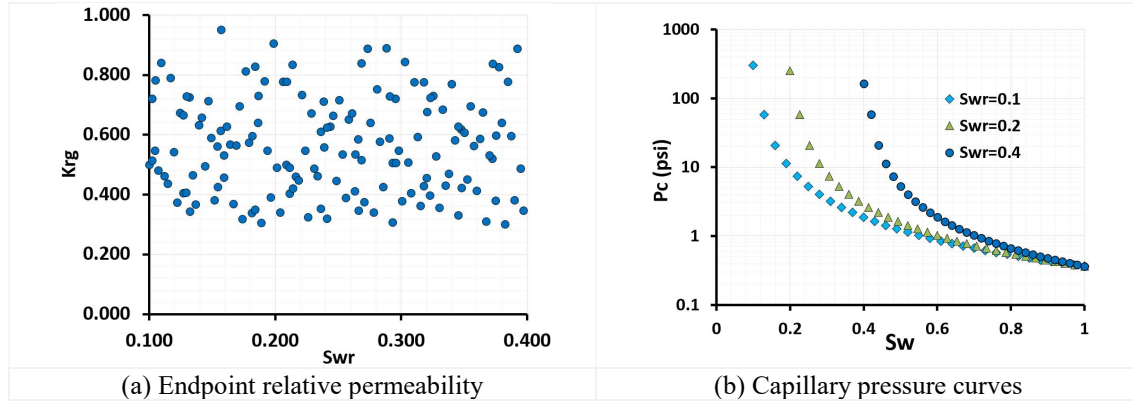 1.000
0.800
0.600
0.400
0.200
0.000
Krg
0.100
0.200
0.300
0.400
Swr
1000
100
10
1
0.1
Pc (psi)
Swr=0.1
Swr=0.2
Swr=0.4
0
0.2
0.4
0.6
0.8
1
Sw
(a) Endpoint relative permeability
(b) Capillary pressure curves